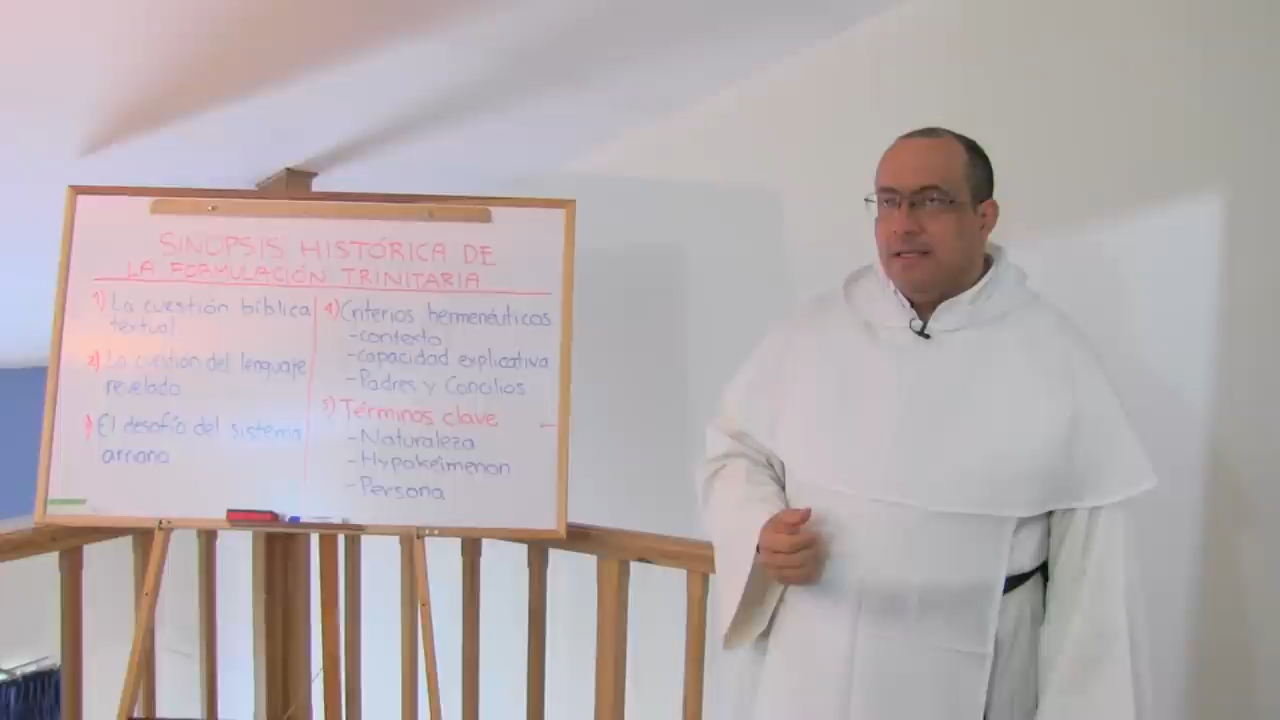 SINOPSIS HISTÓRICA DE
LA FORMULACIÓN TRINITARIA
1) La cuestión bíblica
textual
2) La cuestión del lenguaje
revelado
3) El desafío del sistema
arriano
4) Criterios hermenéuticos
- contexto
- capacidad explicativa
- Padres y Concilios
5) Términos clave
- Naturaleza
- Hypokeimenon
- Persona